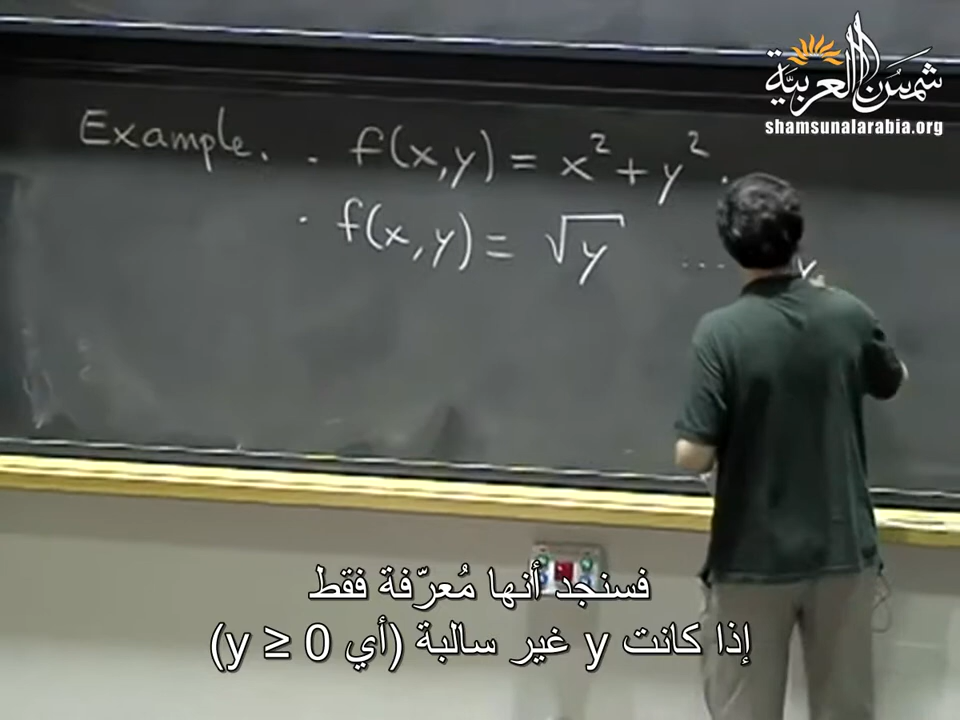 شمس العربية
shamsunalarabia.org
Example. . f(x,y) = x² + y² .
. f(x,y) = √y ... y
فسنجد أنها مُعرّفة فقط
إذا كانت y غير سالبة (أي y ≥ 0)